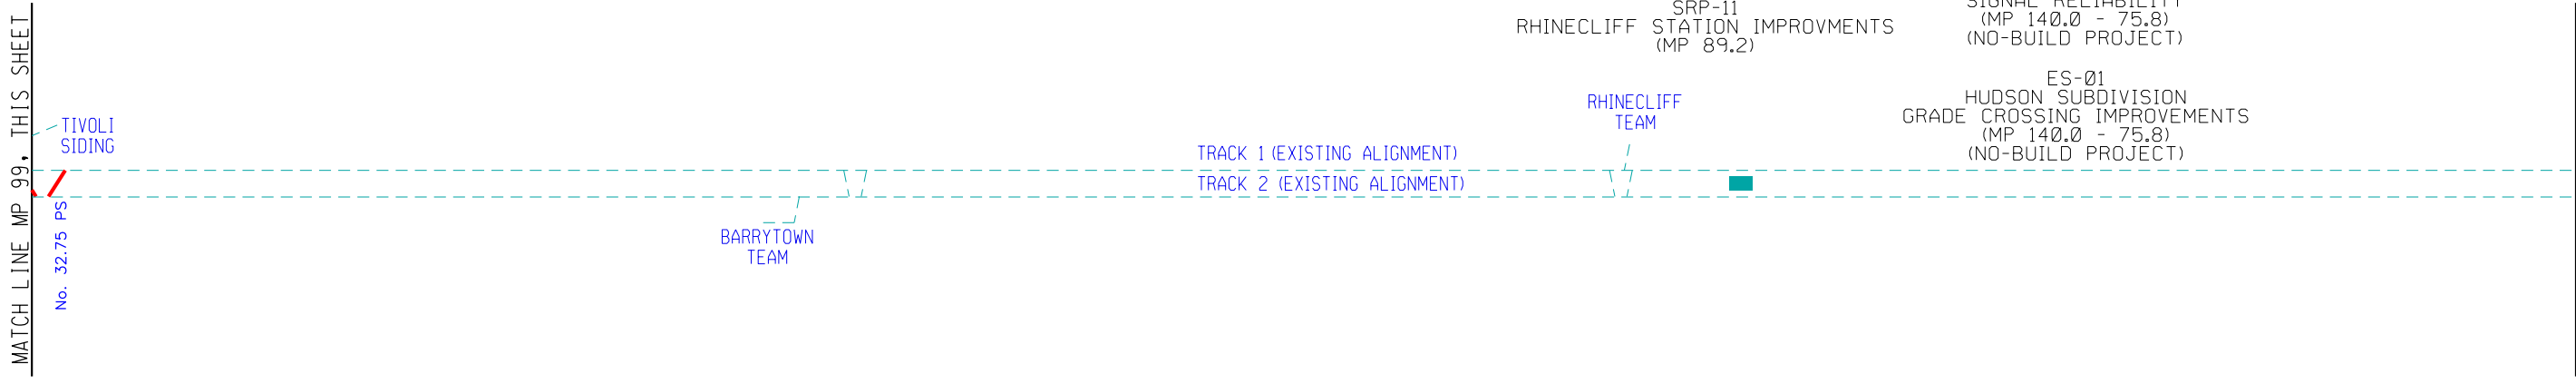 MATCH LINE MP 99, THIS SHEET
TIVOLI
SIDING
No. 32.75 PS
BARRYTOWN
TEAM
TRACK 1 (EXISTING ALIGNMENT)
TRACK 2 (EXISTING ALIGNMENT)
SRP-11
RHINECLIFF STATION IMPROVMENTS
(MP 89.2)
RHINECLIFF
TEAM
SIGNAL RELIABILITY
(MP 140.0 - 75.8)
(NO-BUILD PROJECT)
ES-01
HUDSON SUBDIVISION
GRADE CROSSING IMPROVEMENTS
(MP 140.0 - 75.8)
(NO-BUILD PROJECT)